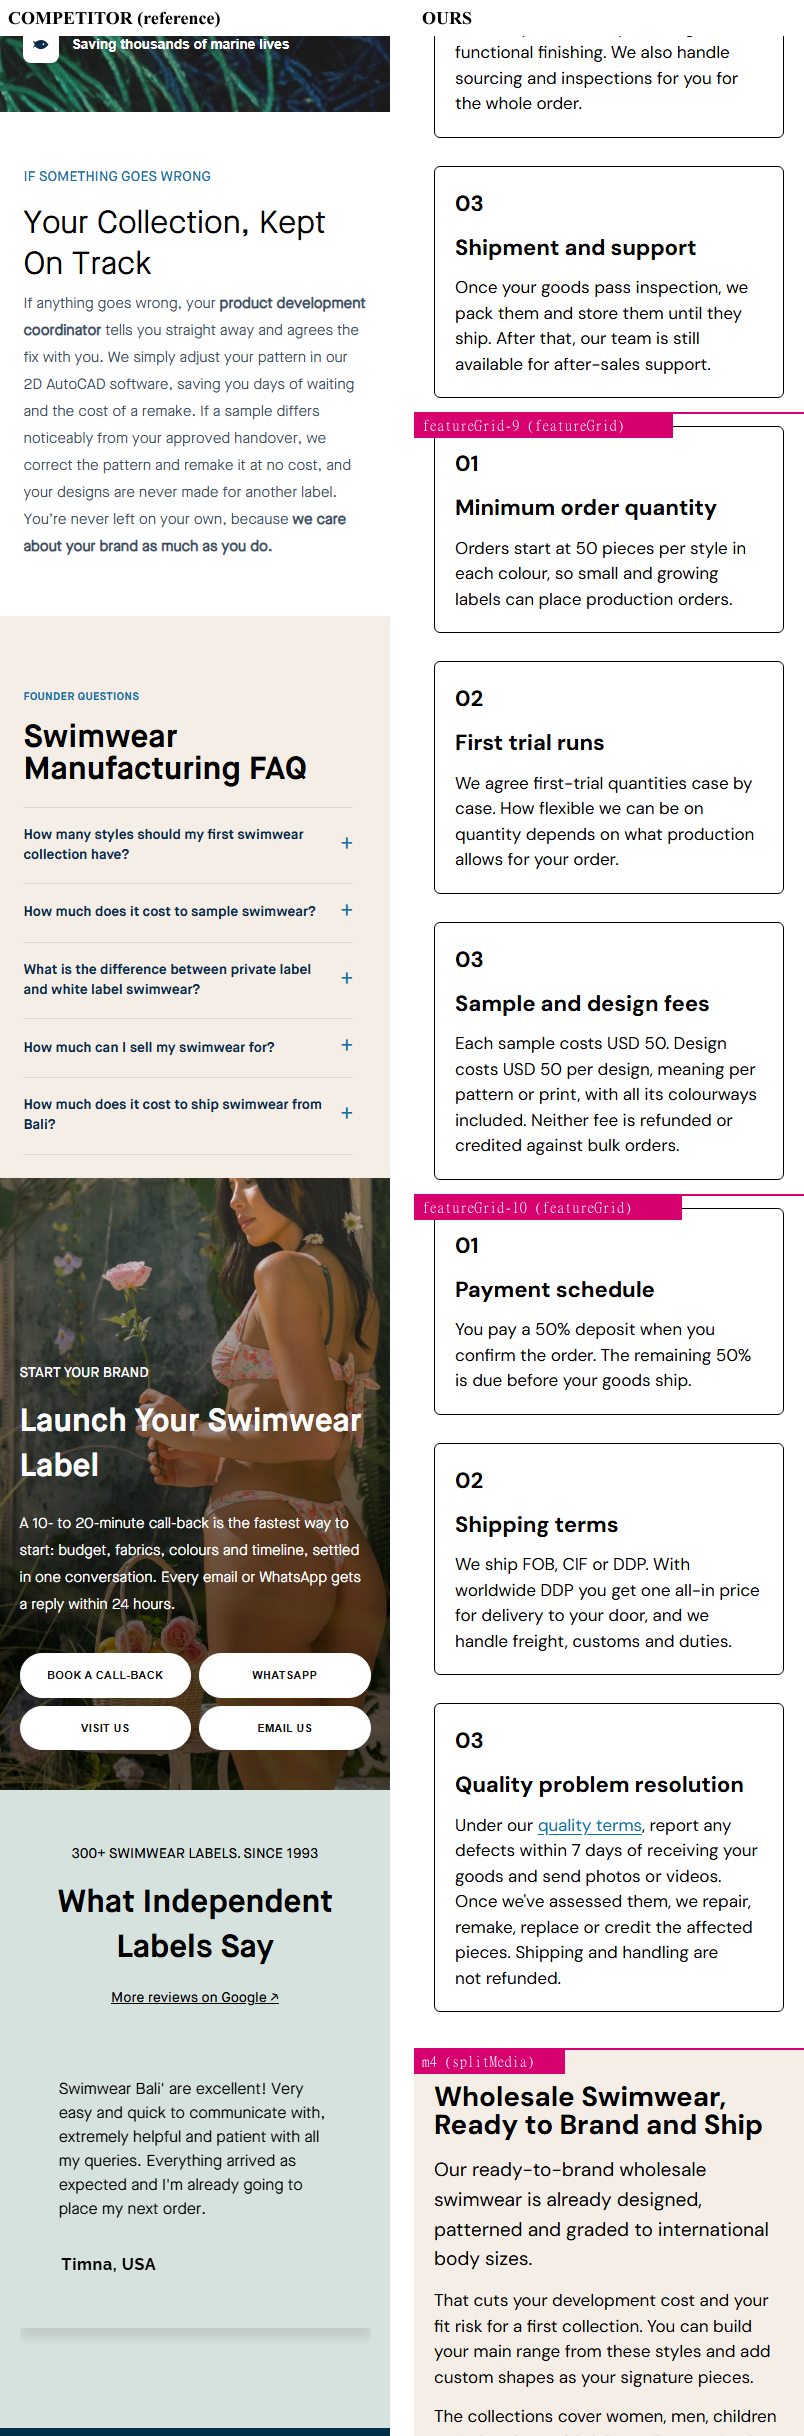 COMPETITOR (reference)
Saving thousands of marine lives
IF SOMETHING GOES WRONG
Your Collection, Kept
On Track
If anything goes wrong, your product development
coordinator tells you straight away and agrees the
fix with you. We simply adjust your pattern in our
2D AutoCAD software, saving you days of waiting
and the cost of a remake. If a sample differs
noticeably from your approved handover, we
correct the pattern and remake it at no cost, and
your designs are never made for another label.
You're never left on your own, because we care
about your brand as much as you do.
FOUNDER QUESTIONS
Swimwear
Manufacturing FAQ
How many styles should my first swimwear
collection have?
+
How much does it cost to sample swimwear?
+
What is the difference between private label
and white label swimwear?
+
How much can I sell my swimwear for?
+
How much does it cost to ship swimwear from
Bali?
+
START YOUR BRAND
Launch Your Swimwear
Label
A 10- to 20-minute call-back is the fastest way to
start: budget, fabrics, colours and timeline, settled
in one conversation. Every email or WhatsApp gets
a reply within 24 hours.
BOOK A CALL-BACK
WHATSAPP
VISIT US
EMAIL US
300+ SWIMWEAR LABELS. SINCE 1993
What Independent
Labels Say
More reviews on Google ↗
Swimwear Bali' are excellent! Very
easy and quick to communicate with,
extremely helpful and patient with all
my queries. Everything arrived as
expected and I'm already going to
place my next order.
Timna, USA
OURS
functional finishing. We also handle
sourcing and inspections for you for
the whole order.
03
Shipment and support
Once your goods pass inspection, we
pack them and store them until they
ship. After that, our team is still
available for after-sales support.
featureGrid-9 (featureGrid)
01
Minimum order quantity
Orders start at 50 pieces per style in
each colour, so small and growing
labels can place production orders.
02
First trial runs
We agree first-trial quantities case by
case. How flexible we can be on
quantity depends on what production
allows for your order.
03
Sample and design fees
Each sample costs USD 50. Design
costs USD 50 per design, meaning per
pattern or print, with all its colourways
included. Neither fee is refunded or
credited against bulk orders.
featureGrid-10 (featureGrid)
01
Payment schedule
You pay a 50% deposit when you
confirm the order. The remaining 50%
is due before your goods ship.
02
Shipping terms
We ship FOB, CIF or DDP. With
worldwide DDP you get one all-in price
for delivery to your door, and we
handle freight, customs and duties.
03
Quality problem resolution
Under our quality terms, report any
defects within 7 days of receiving your
goods and send photos or videos.
Once we've assessed them, we repair,
remake, replace or credit the affected
pieces. Shipping and handling are
not refunded.
m4 (splitMedia)
Wholesale Swimwear,
Ready to Brand and Ship
Our ready-to-brand wholesale
swimwear is already designed,
patterned and graded to international
body sizes.
That cuts your development cost and your
fit risk for a first collection. You can build
your main range from these styles and add
custom shapes as your signature pieces.
The collections cover women, men, children